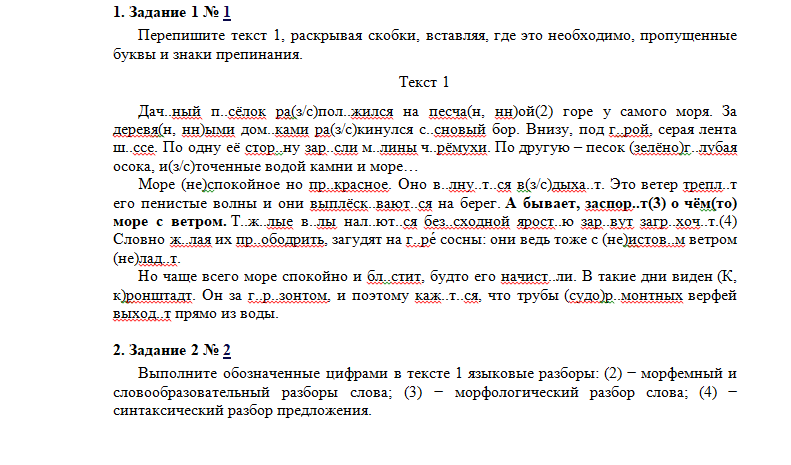 1. Задание 1 № 1
Перепишите текст 1, раскрывая скобки, вставляя, где это необходимо, пропущенные
буквы и знаки препинания.
Текст 1
Дач..ный п..сёлок ра(з/с)пол..жился на песча(н, нн)ой(2) горе у самого моря. За
деревя(н, нн)ыми дом..ками ра(з/с)кинулся с..сновый бор. Внизу, под г..рой, серая лента
ш..ссе. По одну её стор..ну зар..сли м..лины ч..рёмухи. По другую – песок (зелёно)г..лубая
осока, и(з/с)точенные водой камни и море…
Море (не)спокойное но пр..красное. Оно в..лну..т..ся в(з/с)дыха..т. Это ветер трепл..т
его пенистые волны и они выплёск..вают..ся на берег. А бывает, заспор..т(3) о чём(то)
море с ветром. Т..ж..лые в..лы нал..ют..ся без..сходной ярост..ю зар..вут загр..хоч..т.(4)
Словно ж..лая их пр..ободрить, загудят на г..ре́ сосны: они ведь тоже с (не)истов..м ветром
(не)лад..т.
Но чаще всего море спокойно и бл..стит, будто его начист..ли. В такие дни виден (К,
к)ронштадт. Он за г..р..зонтом, и поэтому каж..т..ся, что трубы (судо)р..монтных верфей
выход..т прямо из воды.
2. Задание 2 № 2
Выполните обозначенные цифрами в тексте 1 языковые разборы: (2) − морфемный и
словообразовательный разборы слова; (3) − морфологический разбор слова; (4) −
синтаксический разбор предложения.